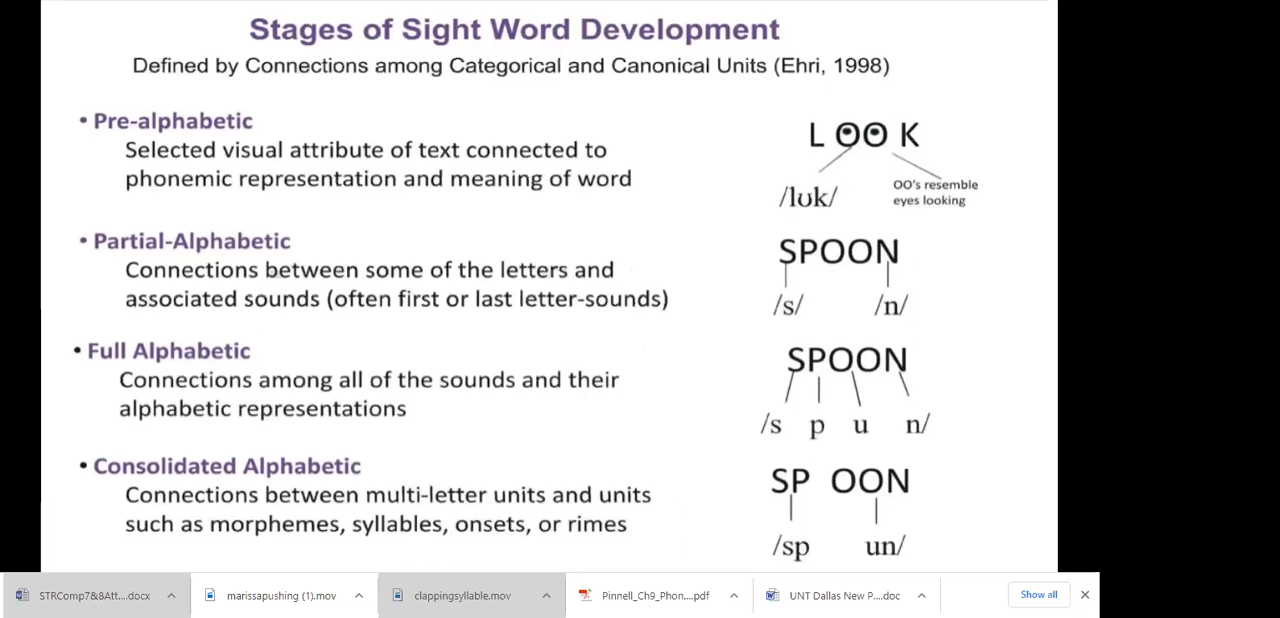 Stages of Sight Word Development
Defined by Connections among Categorical and Canonical Units (Ehri, 1998)
• Pre-alphabetic
Selected visual attribute of text connected to
phonemic representation and meaning of word
L OO K
/lʊk/
OO's resemble
eyes looking
• Partial-Alphabetic
Connections between some of the letters and
associated sounds (often first or last letter-sounds)
SPOON
/s/ /n/
• Full Alphabetic
Connections among all of the sounds and their
alphabetic representations
SPOON
/s p u n/
• Consolidated Alphabetic
Connections between multi-letter units and units
such as morphemes, syllables, onsets, or rimes
SP OON
/sp un/
STRComp7&8Att....docx
marissapushing (1).mov
clappingsyllable.mov
Pinnell_Ch9_Phon....pdf
UNT Dallas New P....doc
Show all